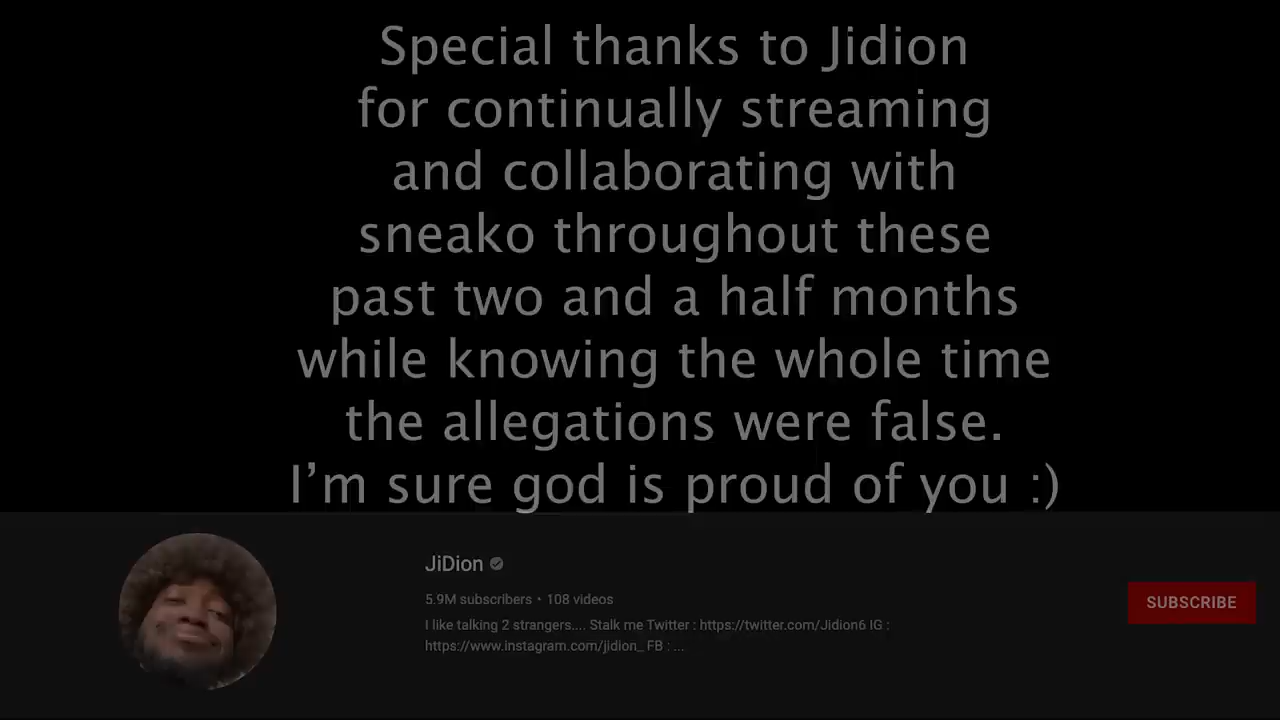 Special thanks to Jidion
for continually streaming
and collaborating with
sneako throughout these
past two and a half months
while knowing the whole time
the allegations were false.
I’m sure god is proud of you :)
JiDion
5.9M subscribers • 108 videos
I like talking 2 strangers.... Stalk me Twitter : https://twitter.com/Jidion6 IG :
https://www.instagram.com/jidion_ FB : ...
SUBSCRIBE